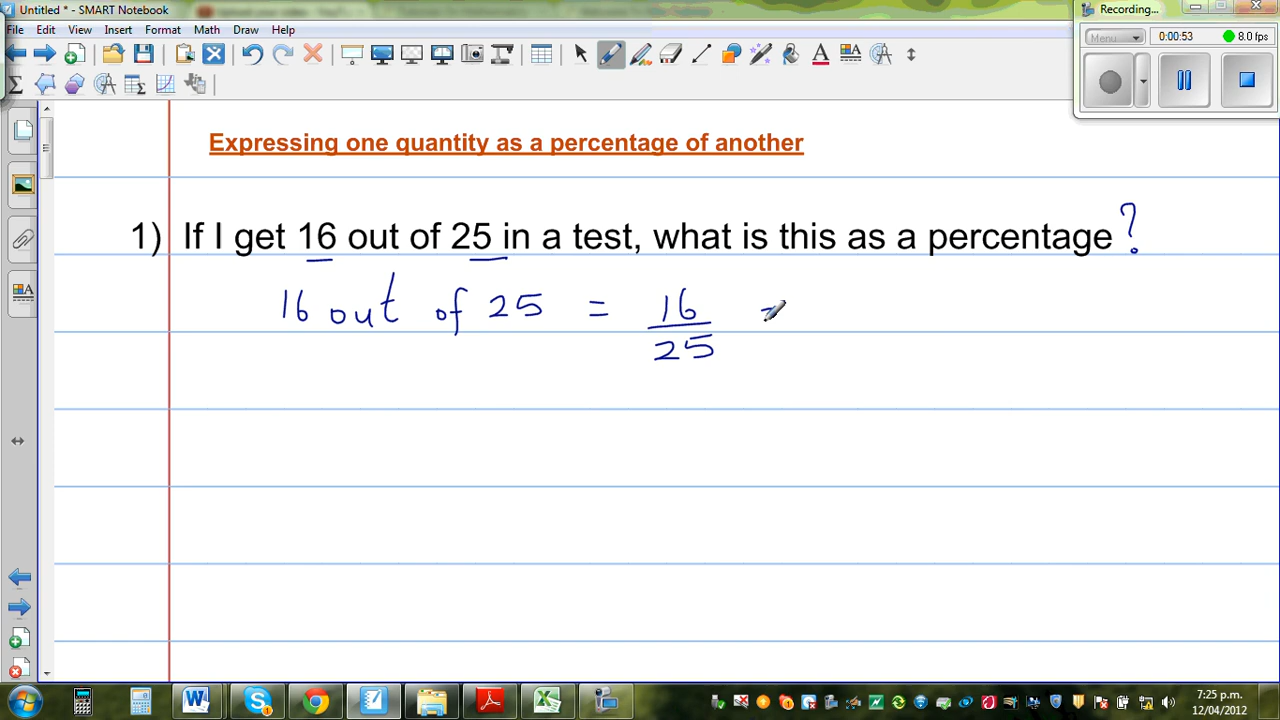 Untitled * - SMART Notebook
Recording...
File Edit View Insert Format Math Draw Help
Menu 0:00:53 8.0 fps
Expressing one quantity as a percentage of another
1) If I get 16 out of 25 in a test, what is this as a percentage ?
16 out of 25 = 16
25
7:25 p.m.
12/04/2012